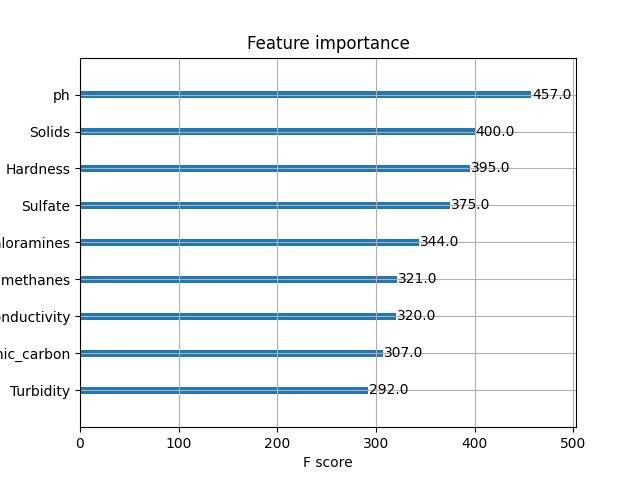 Feature importance
ph
457.0
Solids
400.0
Hardness
395.0
Sulfate
375.0
loramines
344.0
methanes
321.0
onductivity
320.0
nic_carbon
307.0
Turbidity
292.0
0 100 200 300 400 500
F score